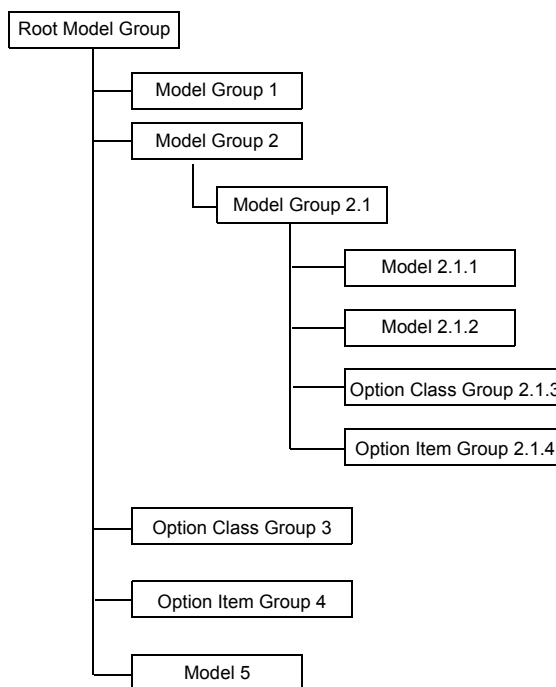 Root Model Group
Model Group 1
Model Group 2
Model Group 2.1
Model 2.1.1
Model 2.1.2
Option Class Group 2.1.3
Option Item Group 2.1.4
Option Class Group 3
Option Item Group 4
Model 5